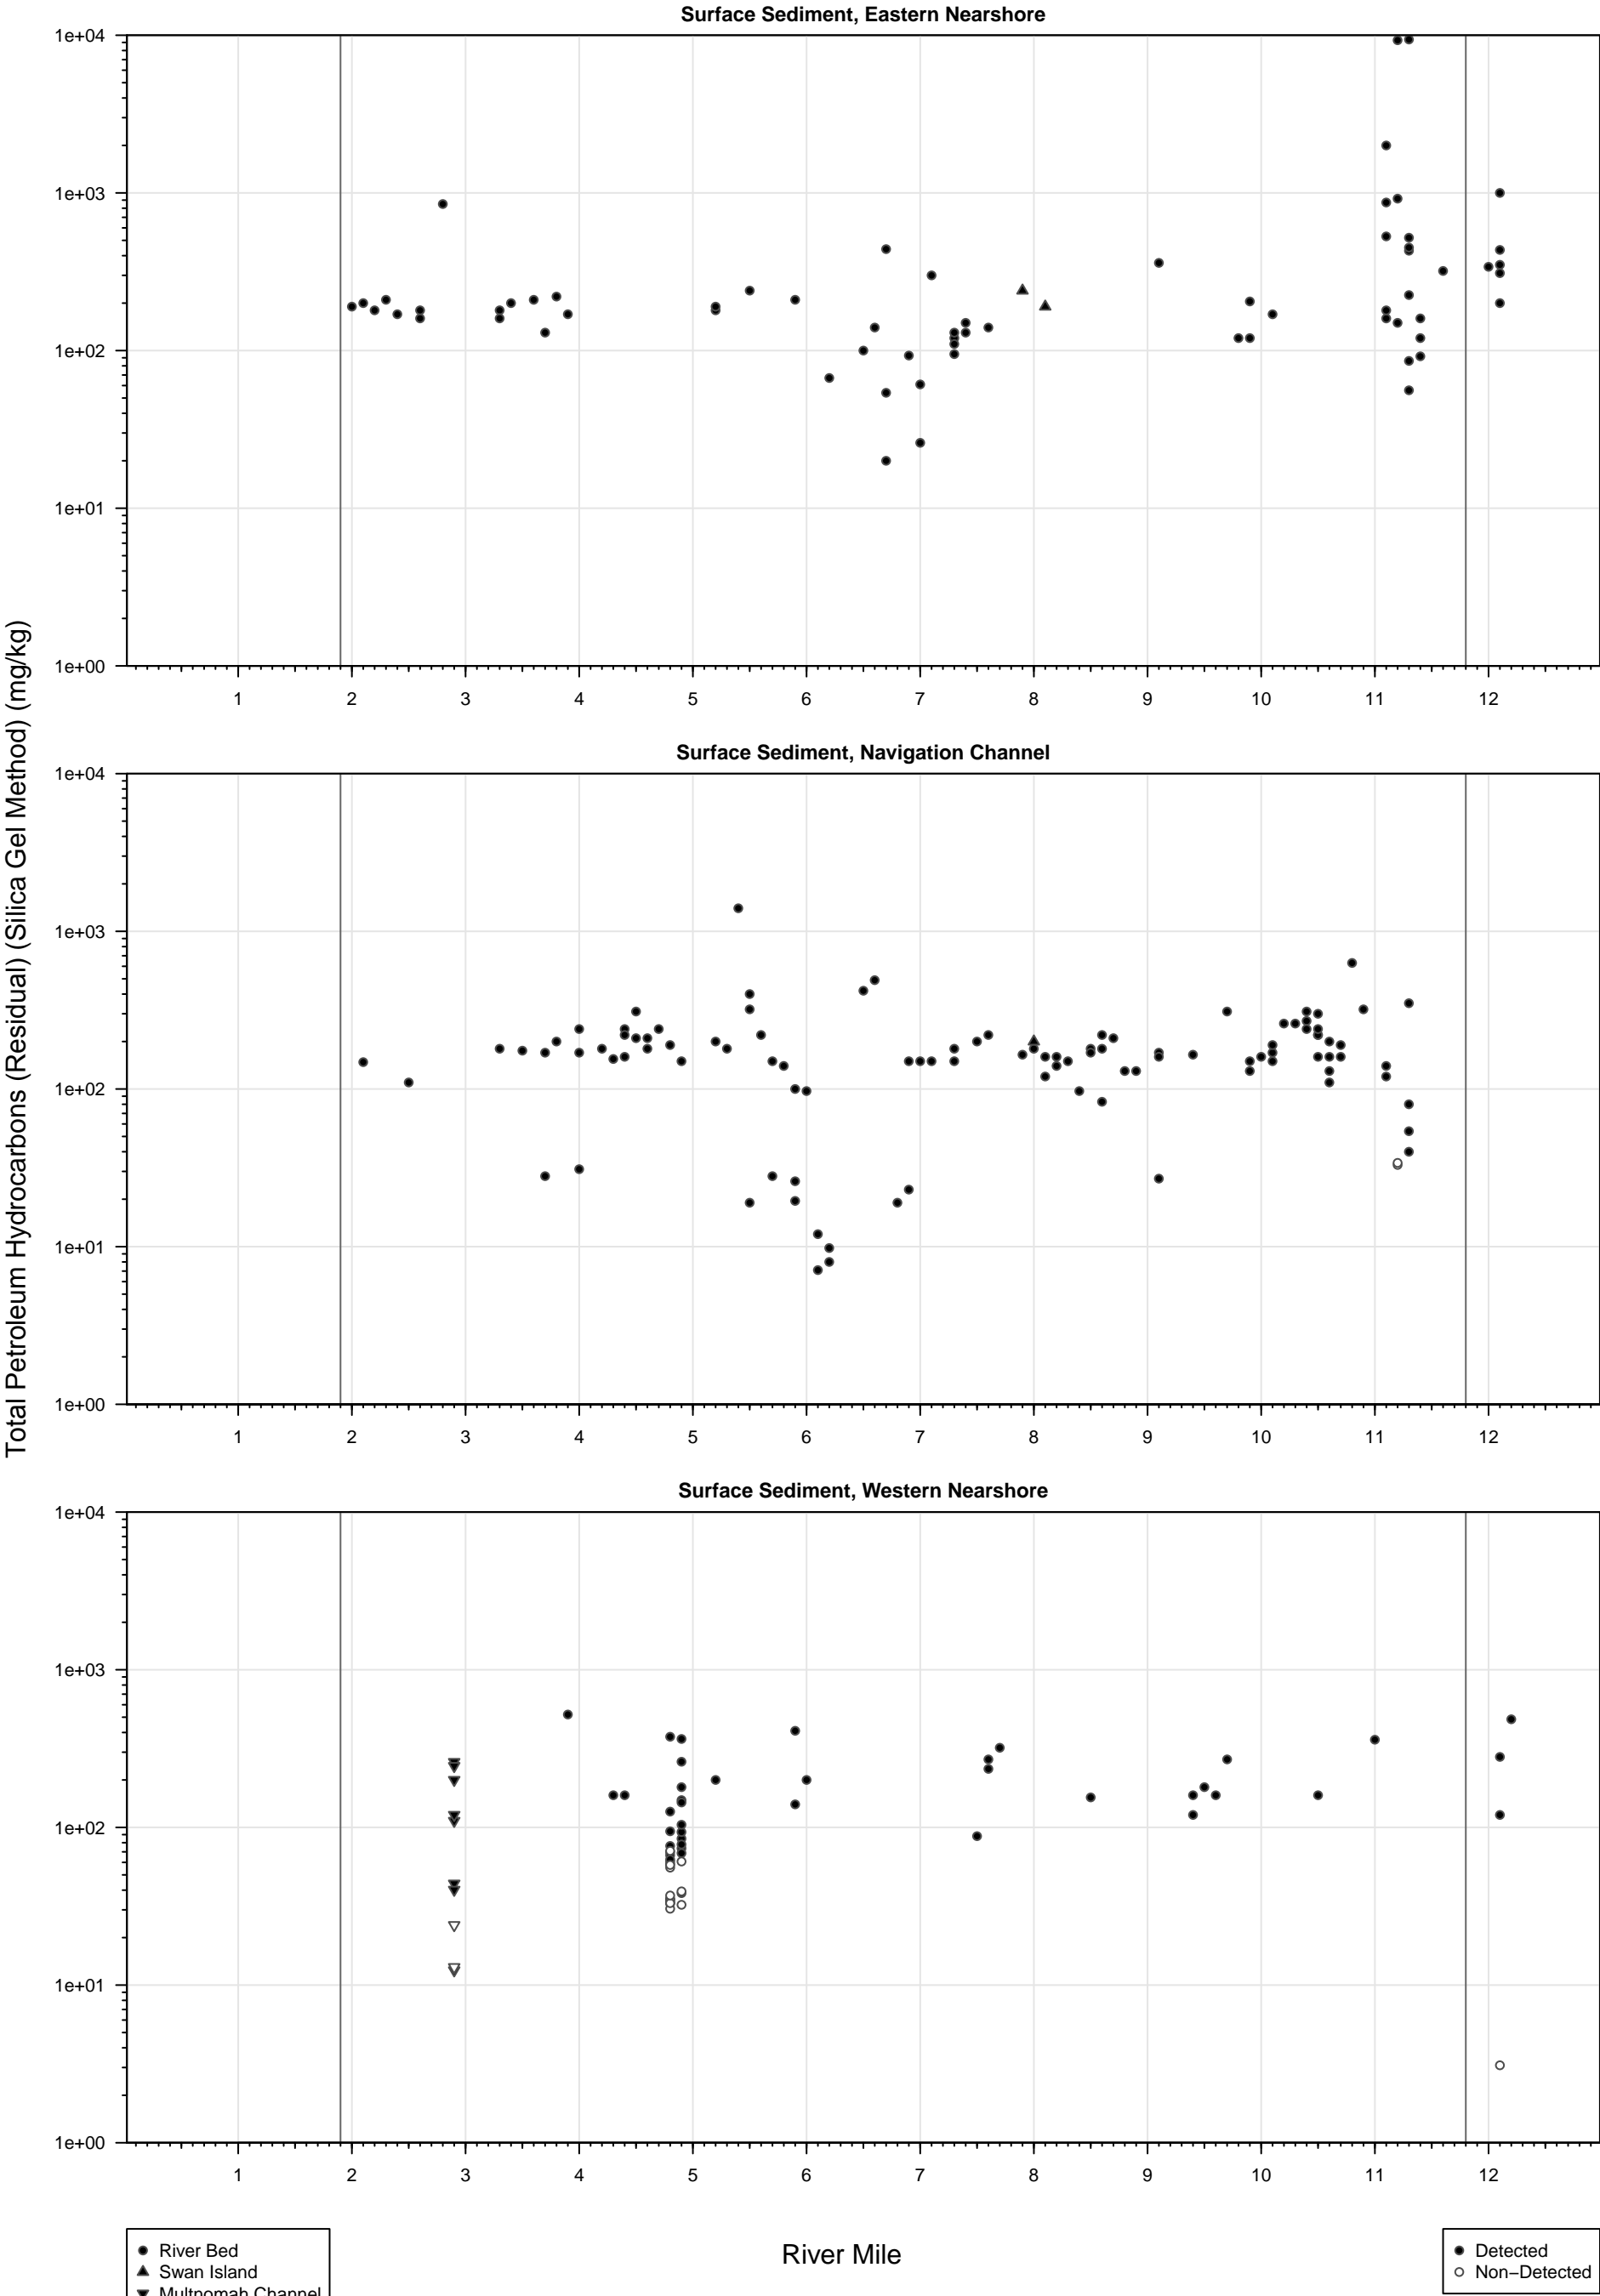 Surface Sediment, Eastern Nearshore
1e+04
1e+03
1e+02
1e+01
1e+00
1 2 3 4 5 6 7 8 9 10 11 12
Total Petroleum Hydrocarbons (Residual) (Silica Gel Method) (mg/kg)
Surface Sediment, Navigation Channel
1e+04
1e+03
1e+02
1e+01
1e+00
1 2 3 4 5 6 7 8 9 10 11 12
Surface Sediment, Western Nearshore
1e+04
1e+03
1e+02
1e+01
1e+00
1 2 3 4 5 6 7 8 9 10 11 12
River Mile
River Bed
Swan Island
Multnomah Channel
Detected
Non−Detected